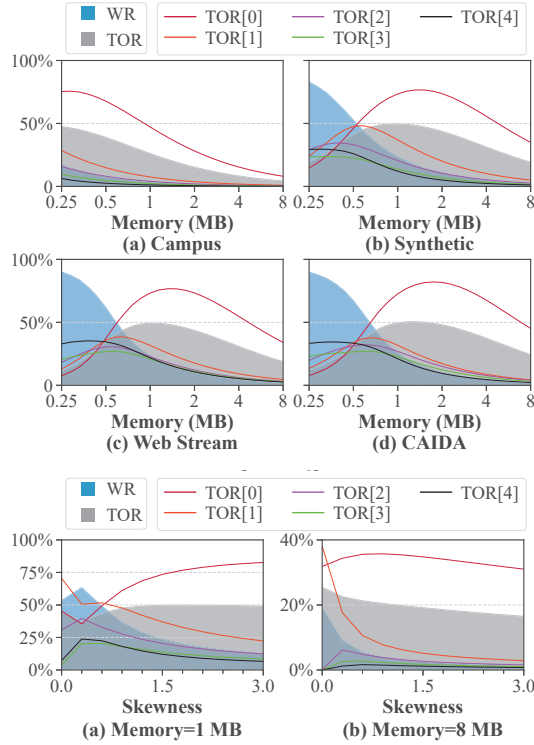 WR TOR[0] TOR[2] TOR[4]
TOR TOR[1] TOR[3]
100%
50%
0%
0.25 0.5 1 2 4 8 0.25 0.5 1 2 4 8
Memory (MB) Memory (MB)
(a) Campus (b) Synthetic
100%
50%
0%
0.25 0.5 1 2 4 8 0.25 0.5 1 2 4 8
Memory (MB) Memory (MB)
(c) Web Stream (d) CAIDA
WR TOR[0] TOR[2] TOR[4]
TOR TOR[1] TOR[3]
100% 40%
75%
50% 20%
25%
0% 0%
0.0 1.5 3.0 0.0 1.5 3.0
Skewness Skewness
(a) Memory=1 MB (b) Memory=8 MB